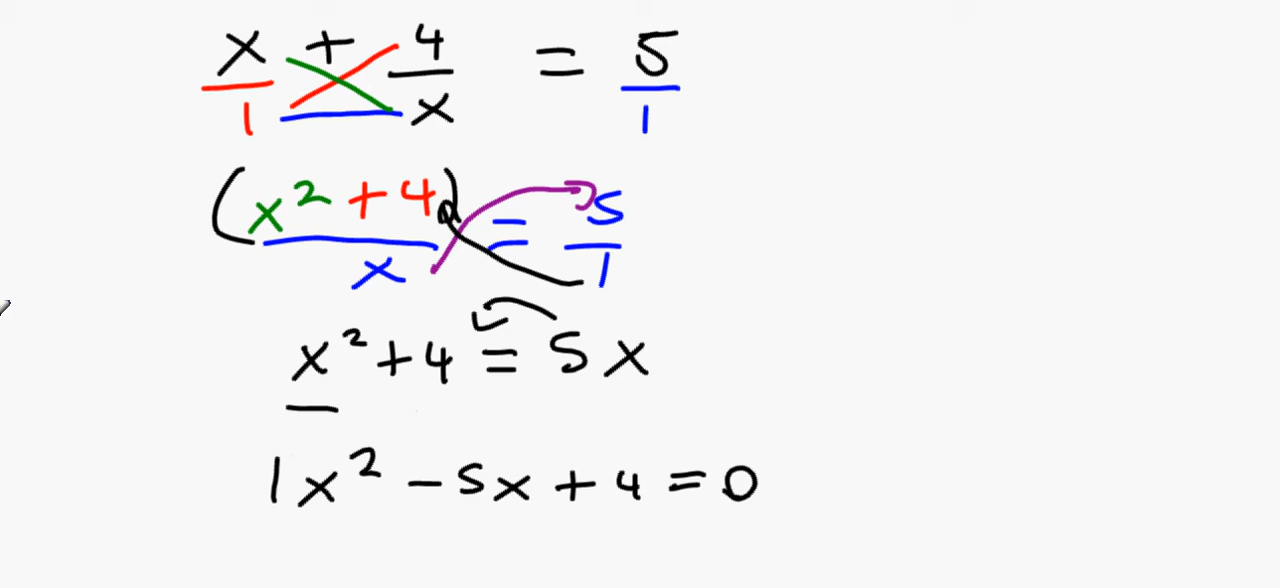 x/1 + 4/x = 5/1
(x² + 4)/x = 5/1
x² + 4 = 5x
1x² - 5x + 4 = 0